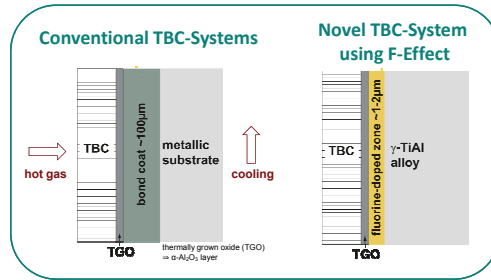 Conventional TBC-Systems
hot gas
TBC
bond coat ~100µm
metallic
substrate
cooling
TGO
thermally grown oxide (TGO)
⇒ α-Al₂O₃ layer
Novel TBC-System
using F-Effect
TBC
fluorine-doped zone ~1-2µm
γ-TiAl
alloy
TGO